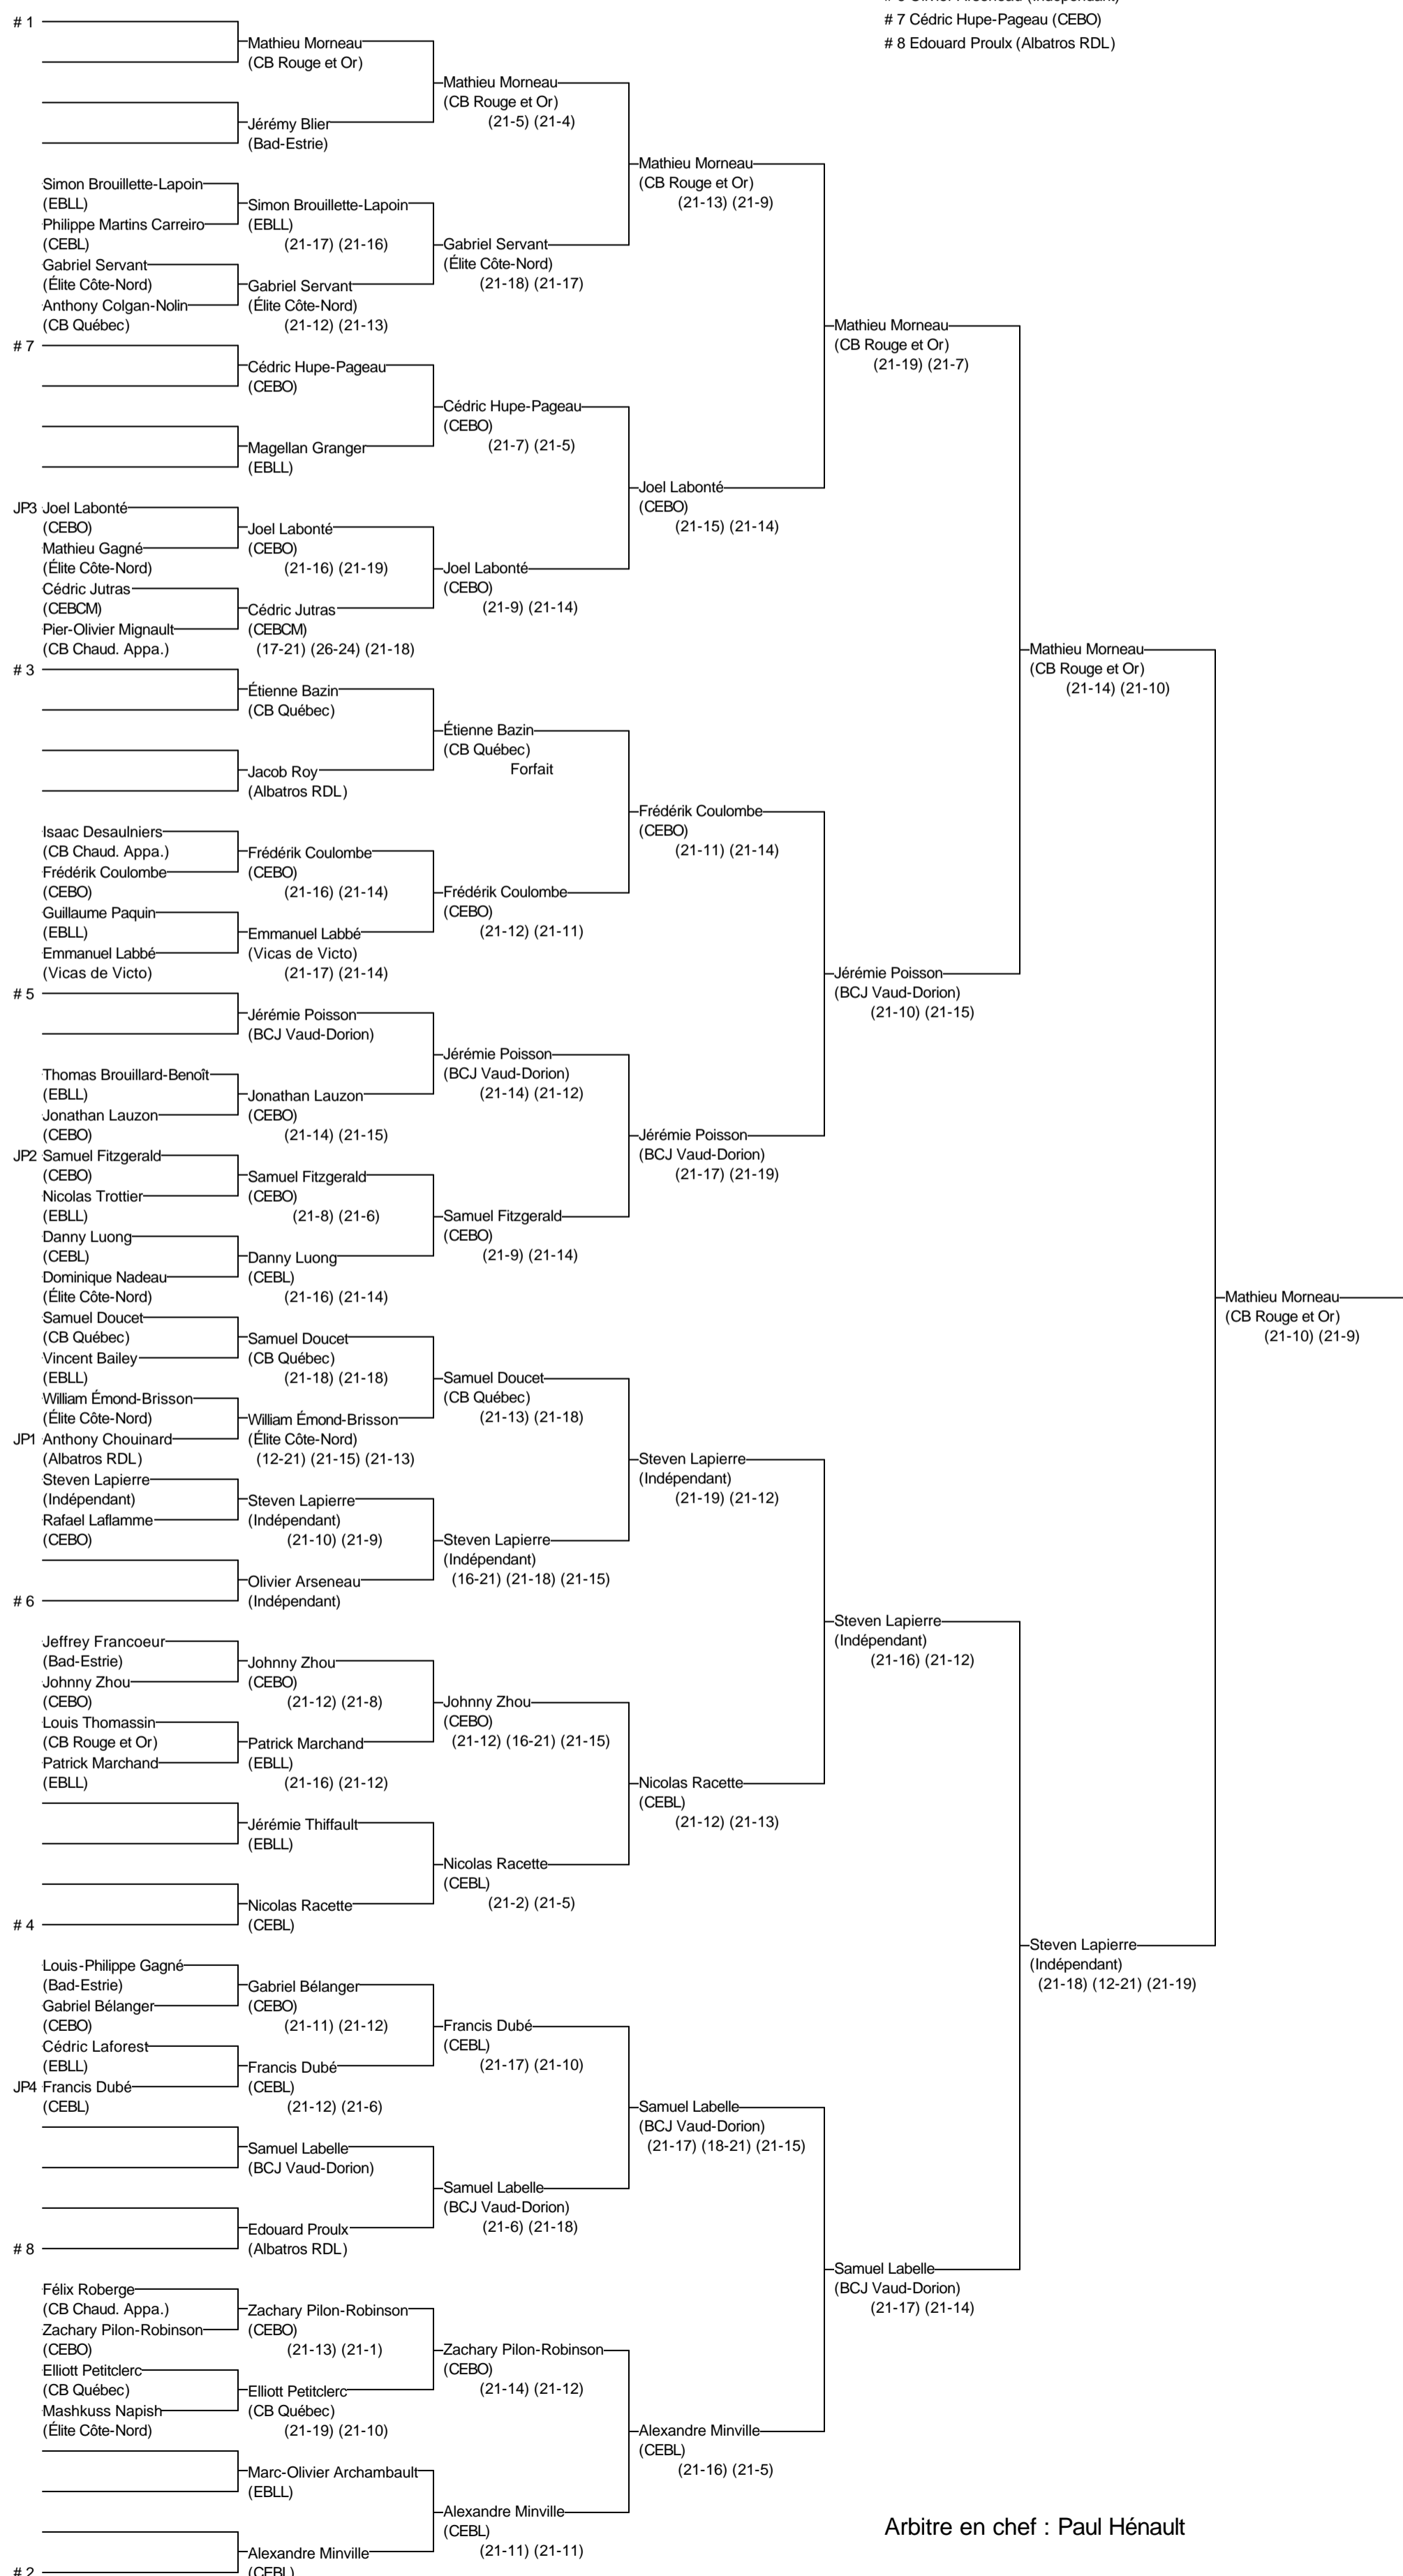 # 7 Cédric Hupe-Pageau (CEBO)
# 8 Edouard Proulx (Albatros RDL)
# 1
Mathieu Morneau
(CB Rouge et Or)
Mathieu Morneau
(CB Rouge et Or)
(21-5) (21-4)
Jérémy Blier
(Bad-Estrie)
Mathieu Morneau
(CB Rouge et Or)
(21-13) (21-9)
Simon Brouillette-Lapoin
(EBLL)
Simon Brouillette-Lapoin
(EBLL)
(21-17) (21-16)
Philippe Martins Carreiro
(CEBL)
Gabriel Servant
(Élite Côte-Nord)
(21-18) (21-17)
Gabriel Servant
(Élite Côte-Nord)
Gabriel Servant
(Élite Côte-Nord)
(21-12) (21-13)
Anthony Colgan-Nolin
(CB Québec)
Mathieu Morneau
(CB Rouge et Or)
(21-19) (21-7)
# 7
Cédric Hupe-Pageau
(CEBO)
Cédric Hupe-Pageau
(CEBO)
(21-7) (21-5)
Magellan Granger
(EBLL)
Joel Labonté
(CEBO)
(21-15) (21-14)
JP3 Joel Labonté
(CEBO)
Joel Labonté
(CEBO)
(21-16) (21-19)
Mathieu Gagné
(Élite Côte-Nord)
Joel Labonté
(CEBO)
(21-9) (21-14)
Cédric Jutras
(CEBCM)
Cédric Jutras
(CEBCM)
(17-21) (26-24) (21-18)
Pier-Olivier Mignault
(CB Chaud. Appa.)
Mathieu Morneau
(CB Rouge et Or)
(21-14) (21-10)
# 3
Étienne Bazin
(CB Québec)
Étienne Bazin
(CB Québec)
Forfait
Jacob Roy
(Albatros RDL)
Frédérik Coulombe
(CEBO)
(21-11) (21-14)
Isaac Desaulniers
(CB Chaud. Appa.)
Frédérik Coulombe
(CEBO)
(21-16) (21-14)
Frédérik Coulombe
(CEBO)
Frédérik Coulombe
(CEBO)
(21-12) (21-11)
Guillaume Paquin
(EBLL)
Emmanuel Labbé
(Vicas de Victo)
(21-17) (21-14)
Emmanuel Labbé
(Vicas de Victo)
Jérémie Poisson
(BCJ Vaud-Dorion)
(21-10) (21-15)
# 5
Jérémie Poisson
(BCJ Vaud-Dorion)
Jérémie Poisson
(BCJ Vaud-Dorion)
(21-14) (21-12)
Thomas Brouillard-Benoît
(EBLL)
Jonathan Lauzon
(CEBO)
(21-14) (21-15)
Jonathan Lauzon
(CEBO)
Jérémie Poisson
(BCJ Vaud-Dorion)
(21-17) (21-19)
JP2 Samuel Fitzgerald
(CEBO)
Samuel Fitzgerald
(CEBO)
(21-8) (21-6)
Nicolas Trottier
(EBLL)
Samuel Fitzgerald
(CEBO)
(21-9) (21-14)
Danny Luong
(CEBL)
Danny Luong
(CEBL)
(21-16) (21-14)
Dominique Nadeau
(Élite Côte-Nord)
Mathieu Morneau
(CB Rouge et Or)
(21-10) (21-9)
Samuel Doucet
(CB Québec)
Samuel Doucet
(CB Québec)
(21-18) (21-18)
Vincent Bailey
(EBLL)
Samuel Doucet
(CB Québec)
(21-13) (21-18)
William Émond-Brisson
(Élite Côte-Nord)
William Émond-Brisson
(Élite Côte-Nord)
(12-21) (21-15) (21-13)
JP1 Anthony Chouinard
(Albatros RDL)
Steven Lapierre
(Indépendant)
(21-19) (21-12)
Steven Lapierre
(Indépendant)
Steven Lapierre
(Indépendant)
(21-10) (21-9)
Rafael Laflamme
(CEBO)
Steven Lapierre
(Indépendant)
(16-21) (21-18) (21-15)
Olivier Arseneau
(Indépendant)
# 6
Steven Lapierre
(Indépendant)
(21-16) (21-12)
Jeffrey Francoeur
(Bad-Estrie)
Johnny Zhou
(CEBO)
(21-12) (21-8)
Johnny Zhou
(CEBO)
Johnny Zhou
(CEBO)
(21-12) (16-21) (21-15)
Louis Thomassin
(CB Rouge et Or)
Patrick Marchand
(EBLL)
(21-16) (21-12)
Patrick Marchand
(EBLL)
Nicolas Racette
(CEBL)
(21-12) (21-13)
Jérémie Thiffault
(EBLL)
Nicolas Racette
(CEBL)
(21-2) (21-5)
Nicolas Racette
(CEBL)
# 4
Steven Lapierre
(Indépendant)
(21-18) (12-21) (21-19)
Louis-Philippe Gagné
(Bad-Estrie)
Gabriel Bélanger
(CEBO)
(21-11) (21-12)
Gabriel Bélanger
(CEBO)
Francis Dubé
(CEBL)
(21-17) (21-10)
Cédric Laforest
(EBLL)
Francis Dubé
(CEBL)
(21-12) (21-6)
JP4 Francis Dubé
(CEBL)
Samuel Labelle
(BCJ Vaud-Dorion)
(21-17) (18-21) (21-15)
Samuel Labelle
(BCJ Vaud-Dorion)
Samuel Labelle
(BCJ Vaud-Dorion)
(21-6) (21-18)
Edouard Proulx
(Albatros RDL)
# 8
Samuel Labelle
(BCJ Vaud-Dorion)
(21-17) (21-14)
Félix Roberge
(CB Chaud. Appa.)
Zachary Pilon-Robinson
(CEBO)
(21-13) (21-1)
Zachary Pilon-Robinson
(CEBO)
Zachary Pilon-Robinson
(CEBO)
(21-14) (21-12)
Elliott Petitclerc
(CB Québec)
Elliott Petitclerc
(CB Québec)
(21-19) (21-10)
Mashkuss Napish
(Élite Côte-Nord)
Alexandre Minville
(CEBL)
(21-16) (21-5)
Marc-Olivier Archambault
(EBLL)
Alexandre Minville
(CEBL)
(21-11) (21-11)
Alexandre Minville
(CEBL)
# 2
Arbitre en chef : Paul Hénault